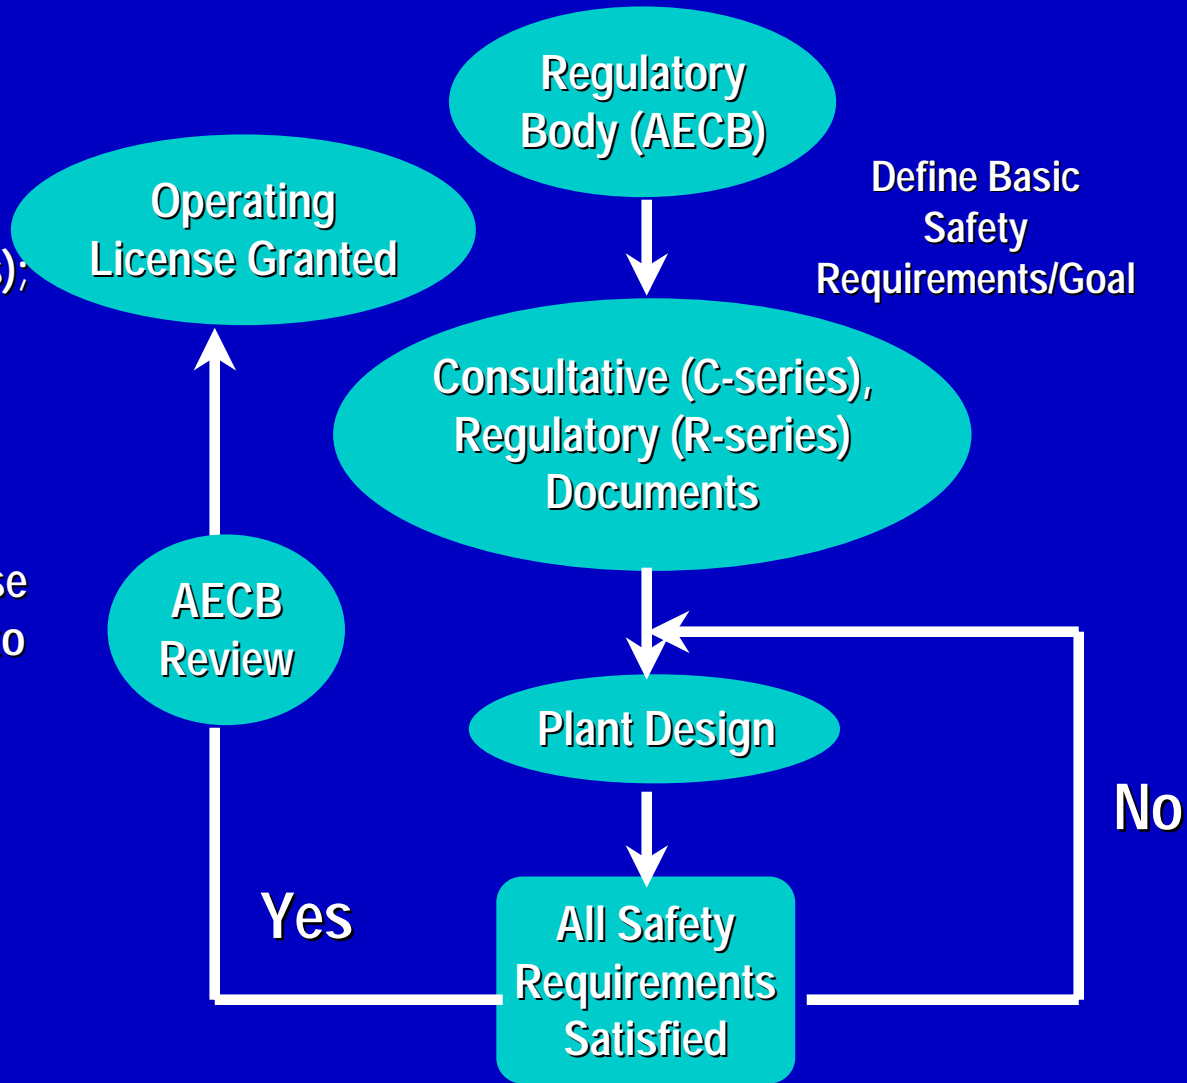 Regulatory
Body (AECB)
Define Basic
Safety
Requirements/Goal
Operating
License Granted
);
Consultative (C-series),
Regulatory (R-series)
Documents
se
o
AECB
Review
Plant Design
No
Yes
All Safety
Requirements
Satisfied